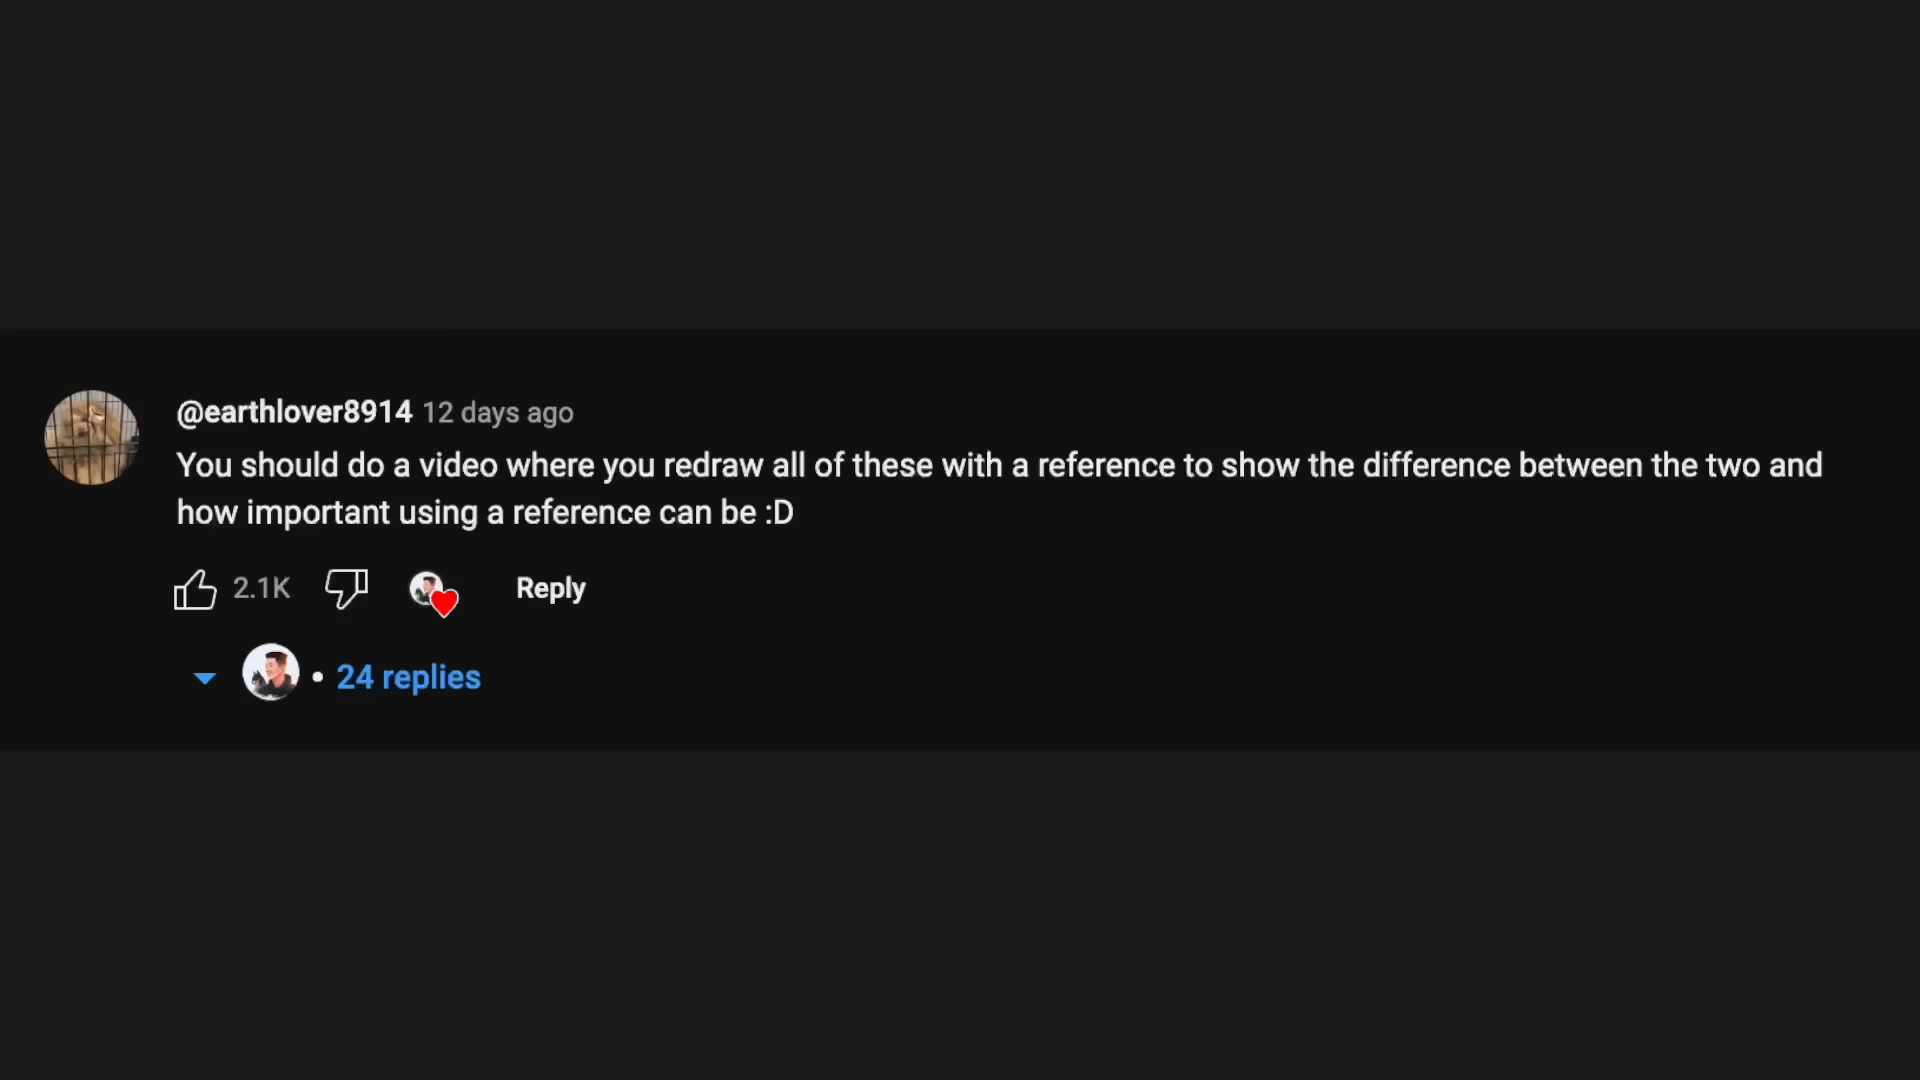 @earthlover8914 12 days ago
You should do a video where you redraw all of these with a reference to show the difference between the two and
how important using a reference can be :D
2.1K Reply
• 24 replies